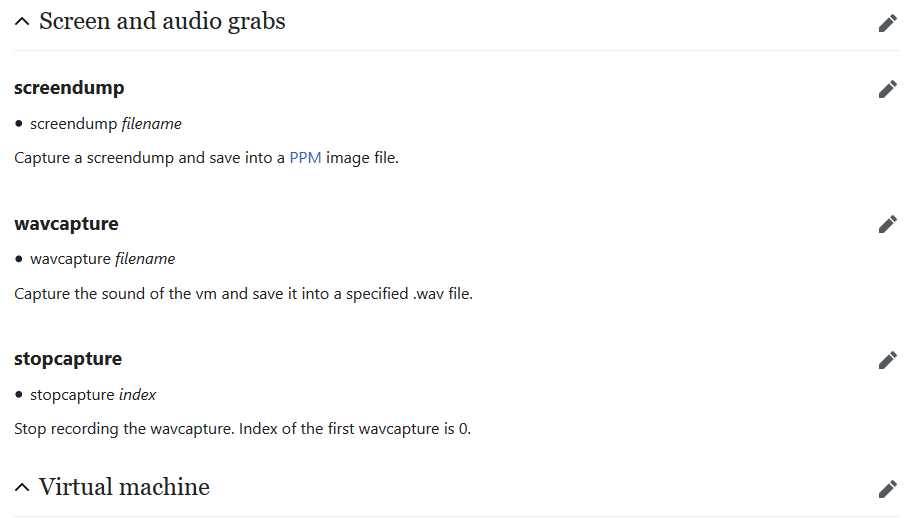 Screen and audio grabs
screendump
• screendump filename
Capture a screendump and save into a PPM image file.
wavcapture
• wavcapture filename
Capture the sound of the vm and save it into a specified .wav file.
stopcapture
• stopcapture index
Stop recording the wavcapture. Index of the first wavcapture is 0.
Virtual machine